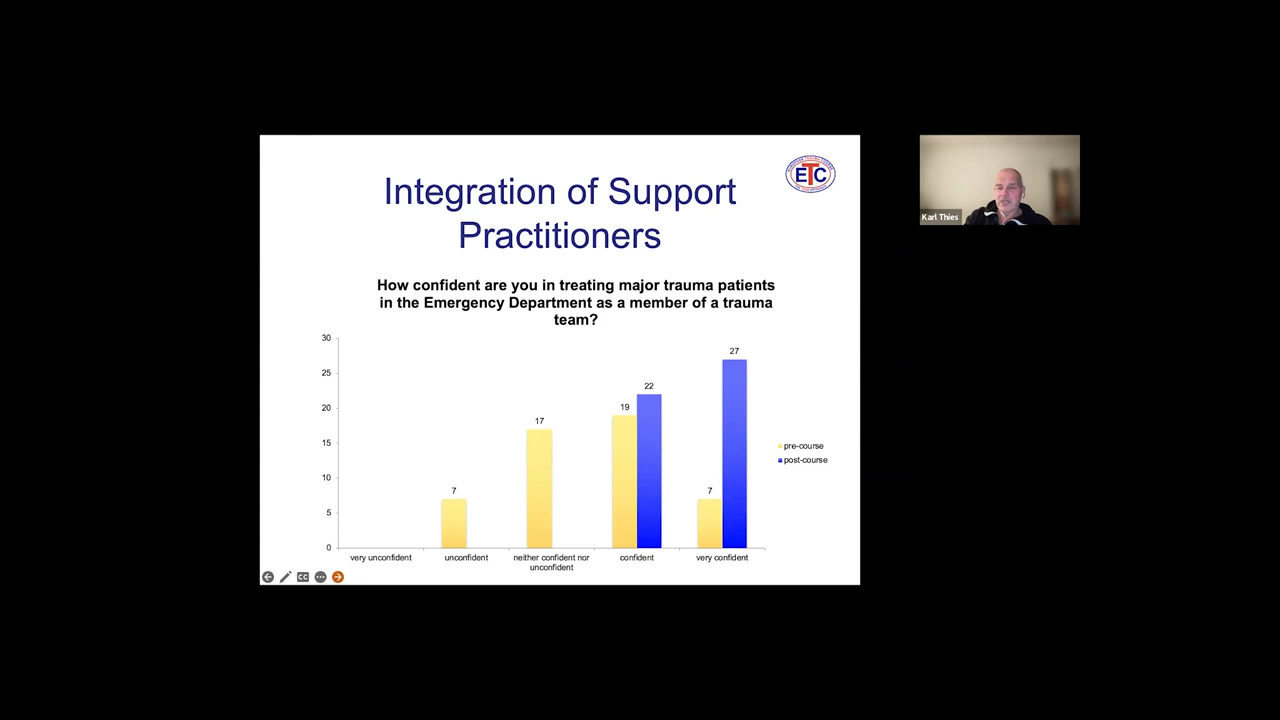 Integration of Support
Practitioners
ETC
How confident are you in treating major trauma patients
in the Emergency Department as a member of a trauma
team?
30
25
20
15
10
5
0
7
17
19
22
7
27
very unconfident
unconfident
neither confident nor
unconfident
confident
very confident
pre-course
post-course
CC
Karl Thies